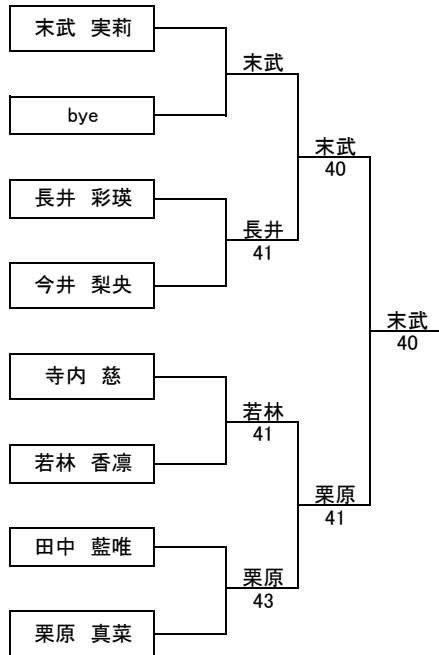 末武 実莉
bye
長井 彩瑛
今井 梨央
寺内 慈
若林 香凛
田中 藍唯
栗原 真菜
末武
長井
41
若林
41
栗原
43
末武
40
栗原
41
末武
40